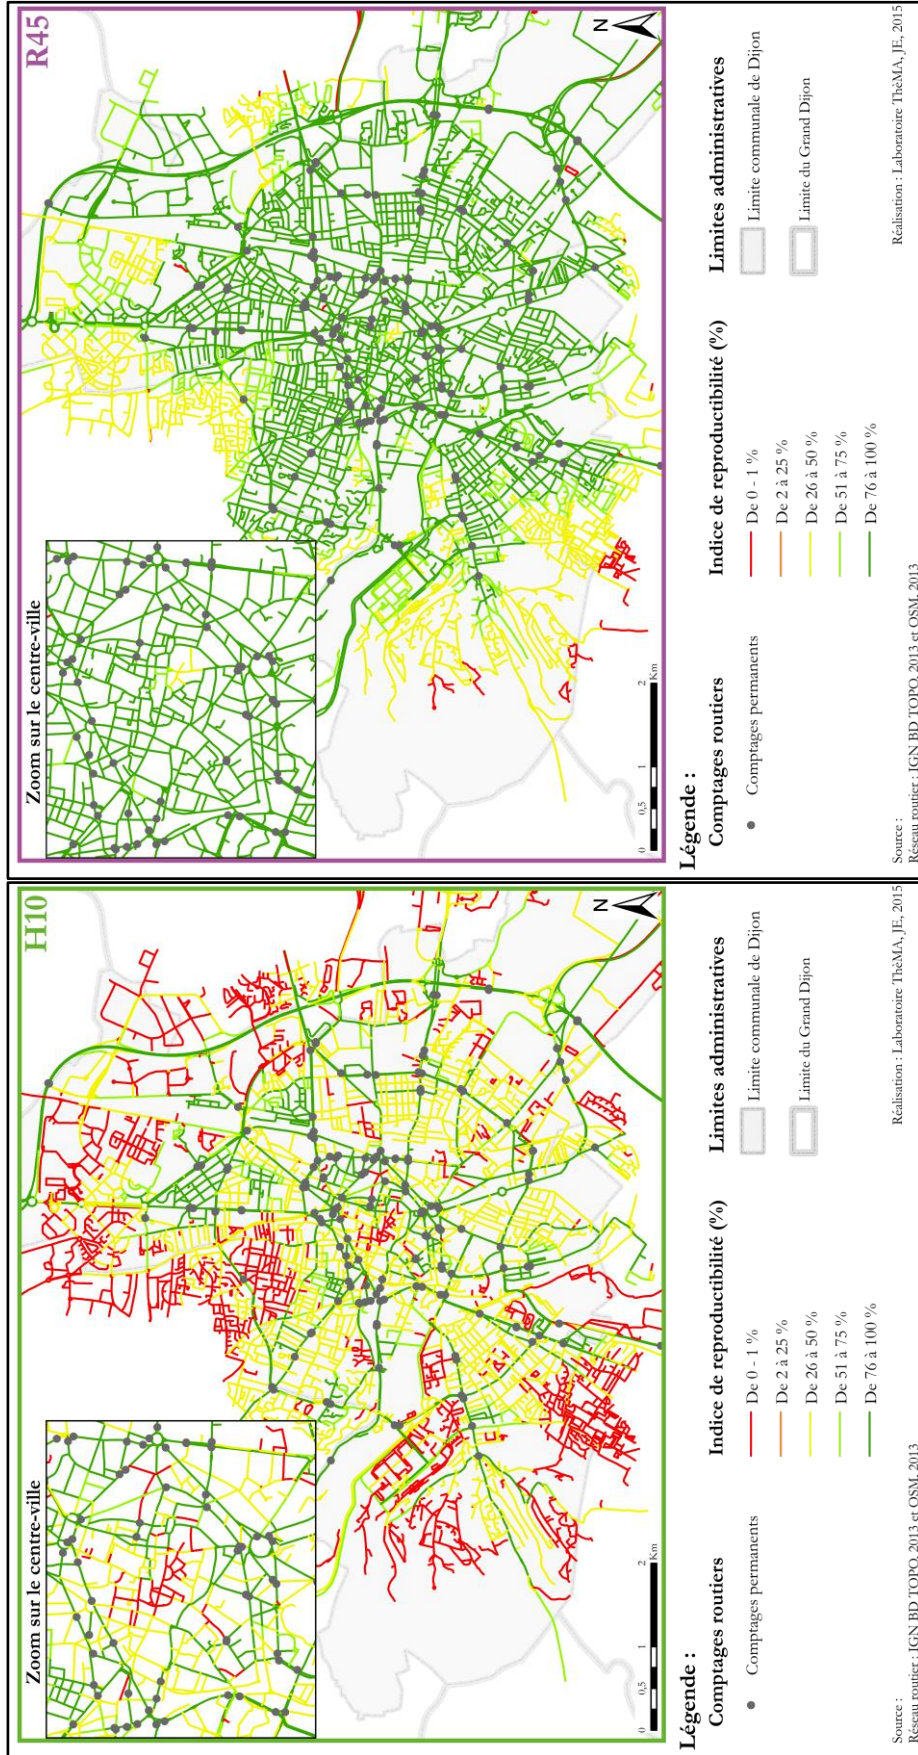 H10
Zoom sur le centre-ville
N
0 0,5 1 2
Km
Légende :
Comptages routiers
Comptages permanents
Indice de reproductibilité (%)
De 0 - 1 %
De 2 à 25 %
De 26 à 50 %
De 51 à 75 %
De 76 à 100 %
Limites administratives
Limite communale de Dijon
Limite du Grand Dijon
Source :
Réseau routier : IGN BD TOPO, 2013 et OSM, 2013
Réalisation : Laboratoire ThéMA, JE, 2015
R45
Zoom sur le centre-ville
N
0 0,5 1 2
Km
Légende :
Comptages routiers
Comptages permanents
Indice de reproductibilité (%)
De 0 - 1 %
De 2 à 25 %
De 26 à 50 %
De 51 à 75 %
De 76 à 100 %
Limites administratives
Limite communale de Dijon
Limite du Grand Dijon
Source :
Réseau routier : IGN BD TOPO, 2013 et OSM, 2013
Réalisation : Laboratoire ThéMA, JE, 2015